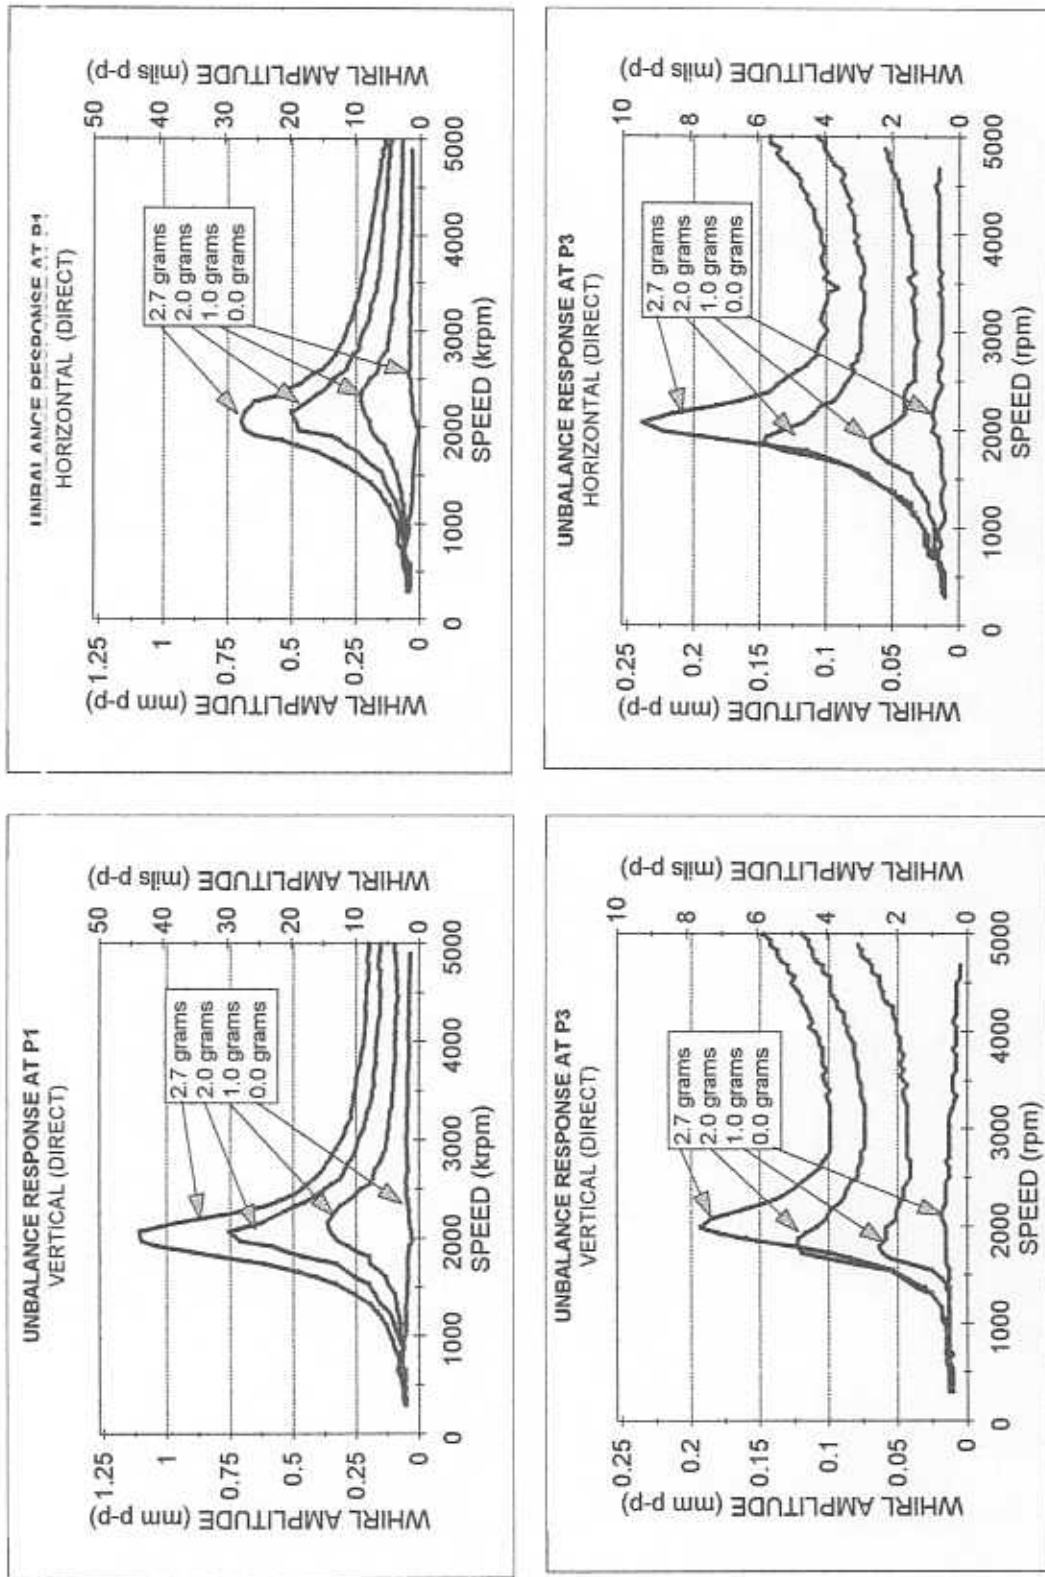 UNBALANCE RESPONSE AT P1
VERTICAL (DIRECT)
WHIRL AMPLITUDE (mm p-p)
1.25
1
0.75
0.5
0.25
0
WHIRL AMPLITUDE (mils p-p)
50
40
30
20
10
0
2.7 grams
2.0 grams
1.0 grams
0.0 grams
0 1000 2000 3000 4000 5000
SPEED (krpm)
UNBALANCE RESPONSE AT P1
HORIZONTAL (DIRECT)
WHIRL AMPLITUDE (mm p-p)
1.25
1
0.75
0.5
0.25
0
WHIRL AMPLITUDE (mils p-p)
50
40
30
20
10
0
2.7 grams
2.0 grams
1.0 grams
0.0 grams
0 1000 2000 3000 4000 5000
SPEED (krpm)
UNBALANCE RESPONSE AT P3
VERTICAL (DIRECT)
WHIRL AMPLITUDE (mm p-p)
0.25
0.2
0.15
0.1
0.05
0
WHIRL AMPLITUDE (mils p-p)
10
8
6
4
2
0
2.7 grams
2.0 grams
1.0 grams
0.0 grams
0 1000 2000 3000 4000 5000
SPEED (rpm)
UNBALANCE RESPONSE AT P3
HORIZONTAL (DIRECT)
WHIRL AMPLITUDE (mm p-p)
0.25
0.2
0.15
0.1
0.05
0
WHIRL AMPLITUDE (mils p-p)
10
8
6
4
2
0
2.7 grams
2.0 grams
1.0 grams
0.0 grams
0 1000 2000 3000 4000 5000
SPEED (rpm)